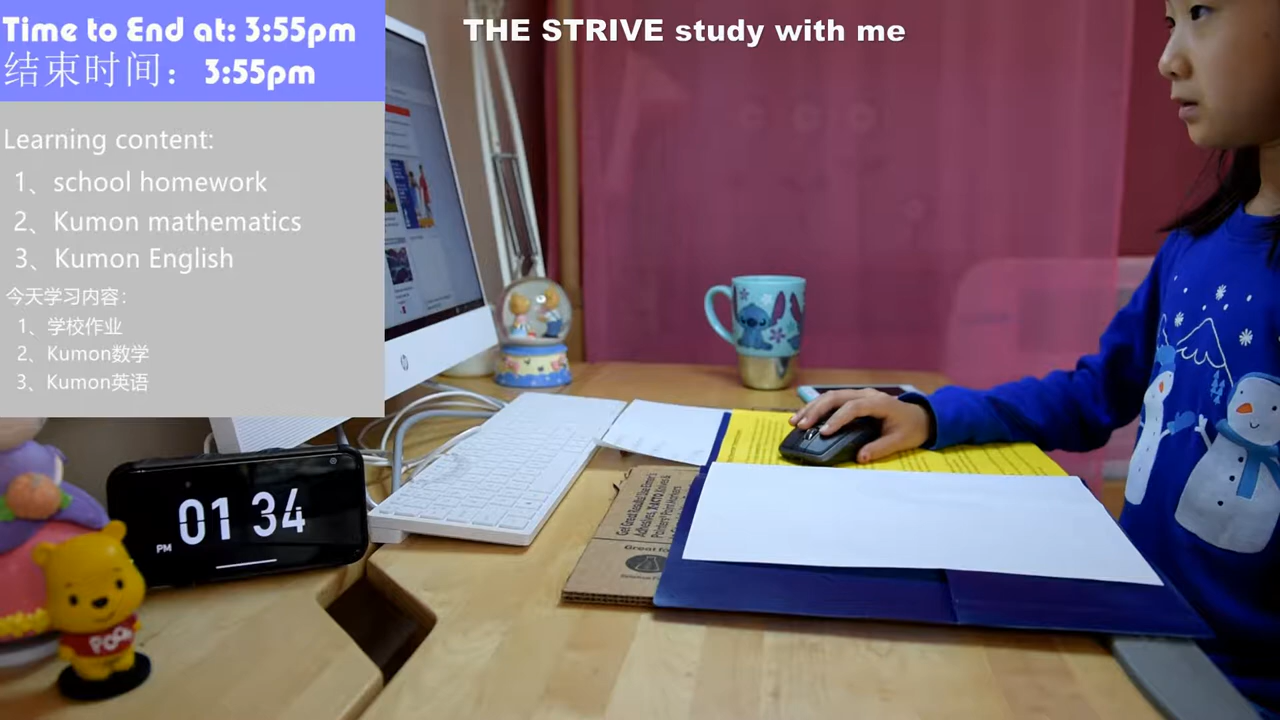 Time to End at: 3:55pm
结束时间：3:55pm
THE STRIVE study with me
Learning content:
1、school homework
2、Kumon mathematics
3、Kumon English
今天学习内容：
1、学校作业
2、Kumon数学
3、Kumon英语
PM 01 34
POOH
Great for